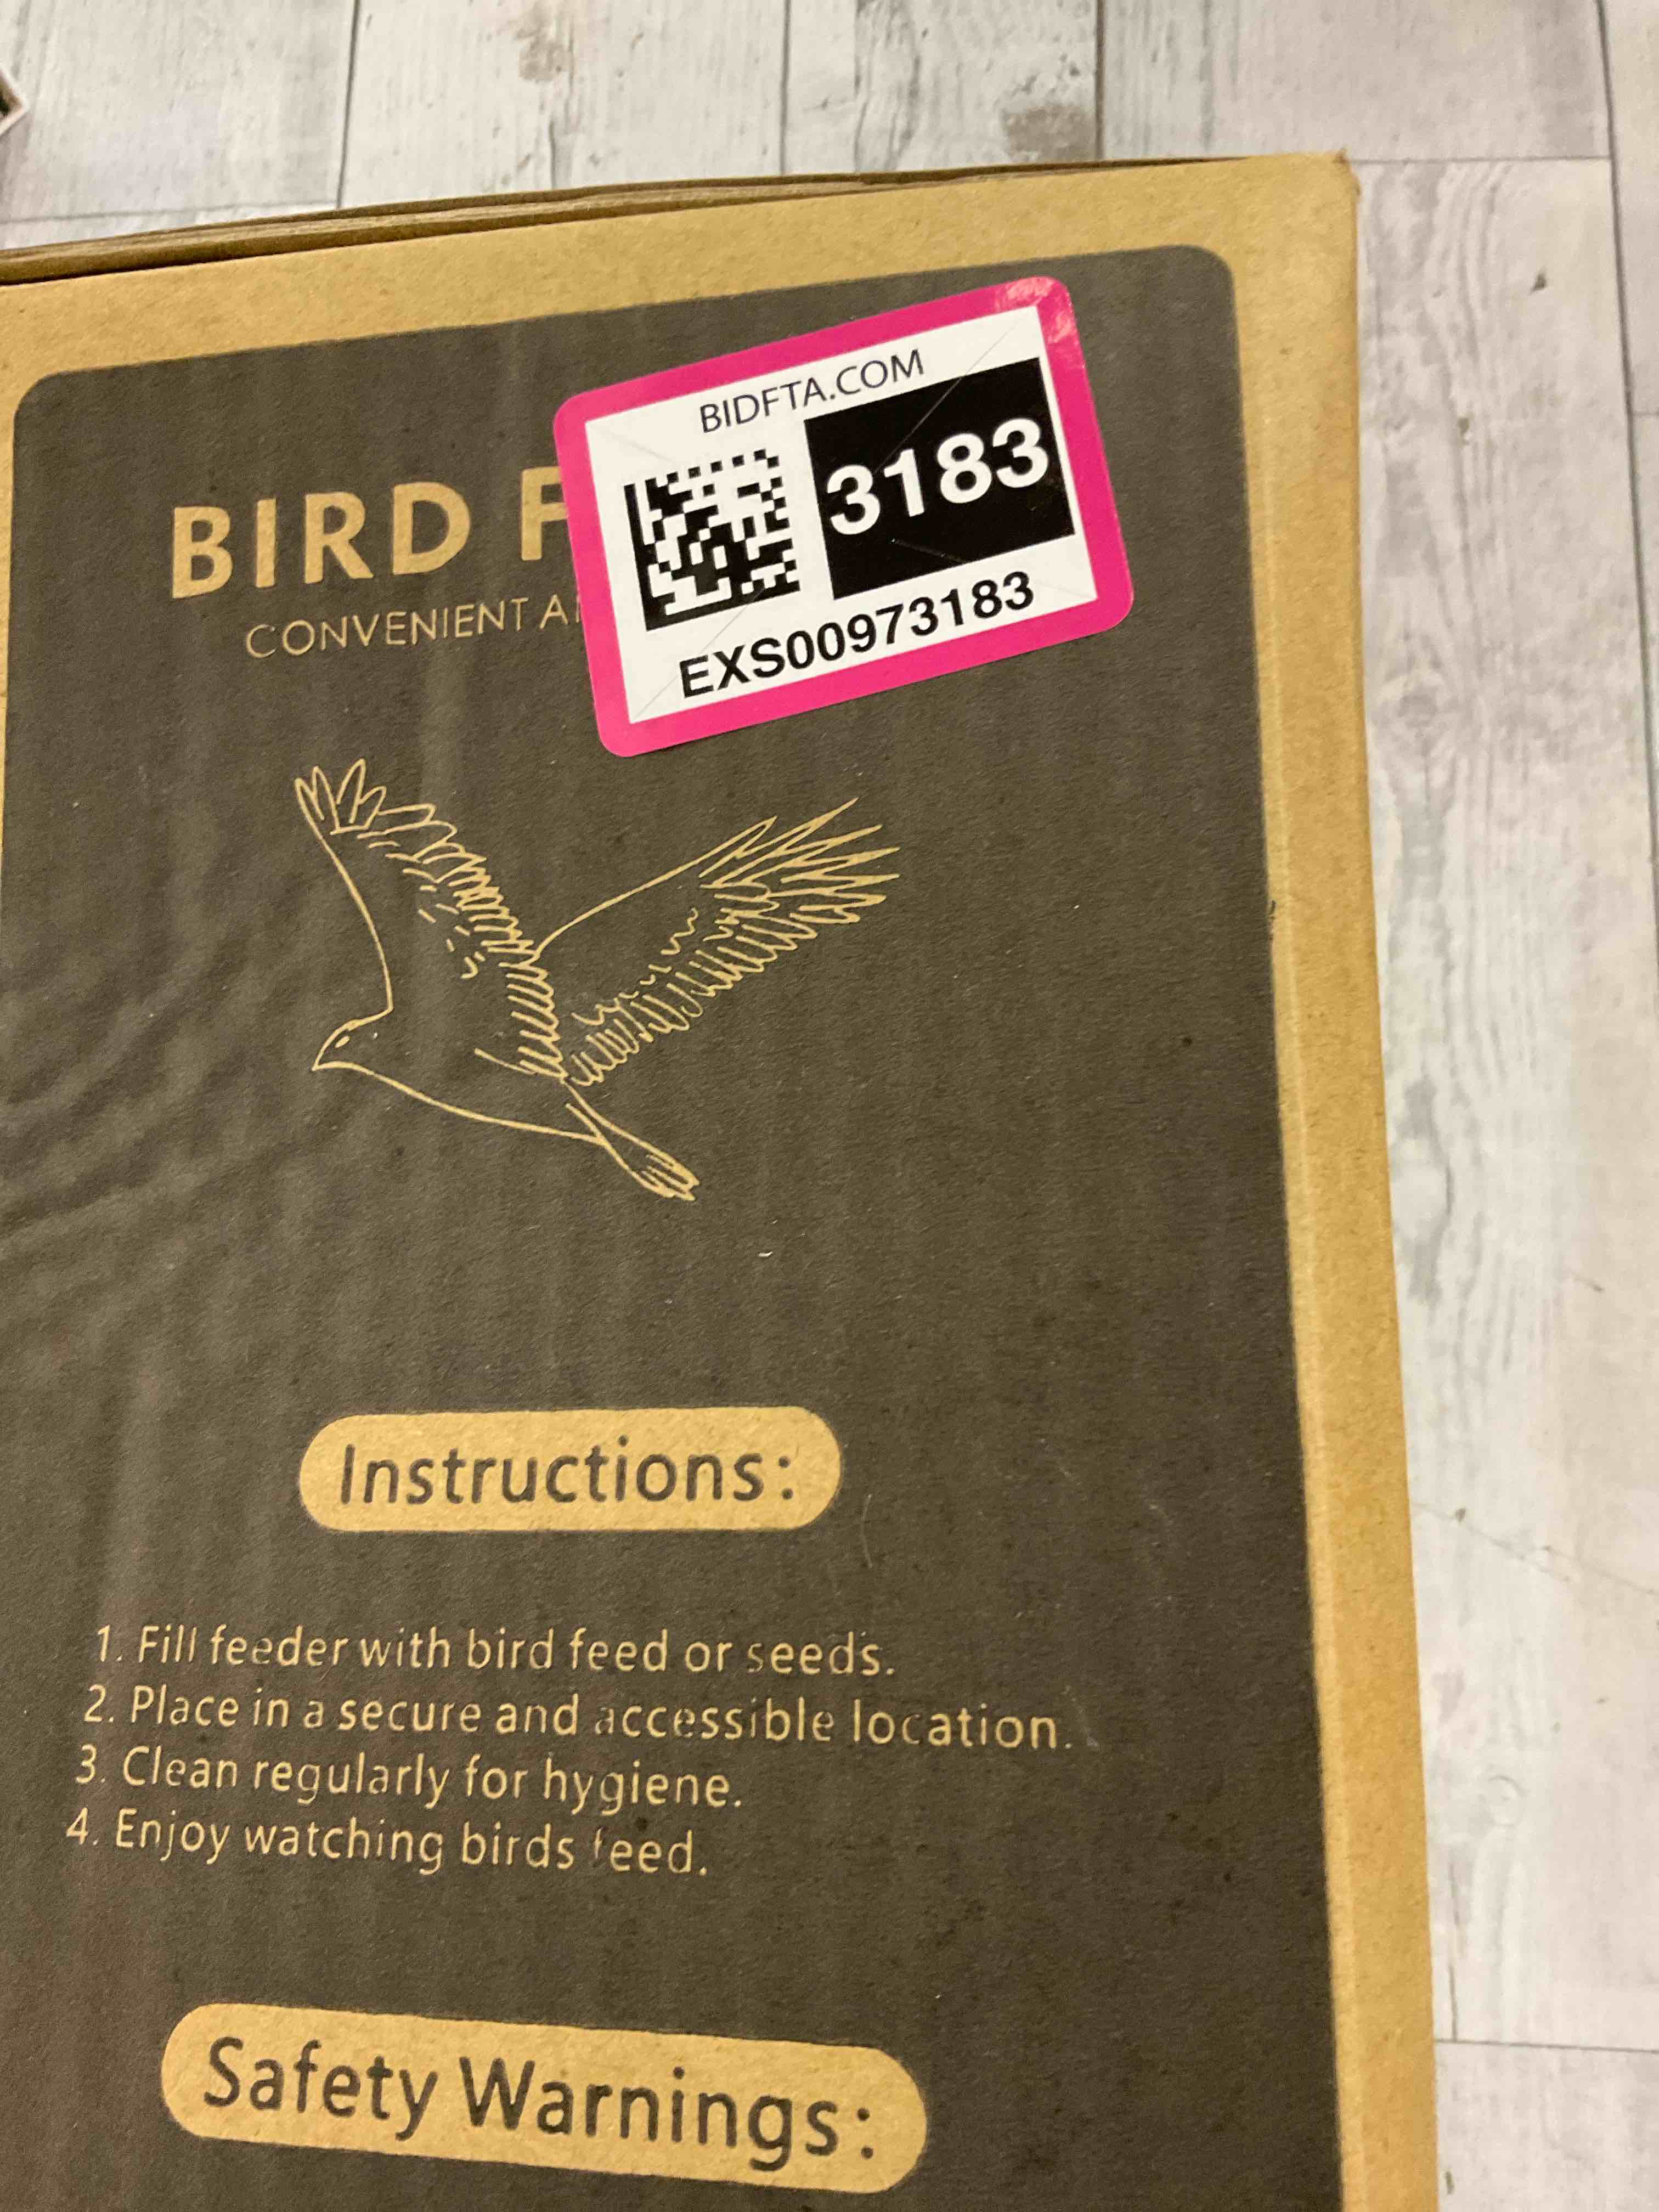 BIDFTA.COM
3183
EXS00973183
BIRD F
CONVENIENT A
Instructions:
1. Fill feeder with bird feed or seeds.
2. Place in a secure and accessible location.
3. Clean regularly for hygiene.
4. Enjoy watching birds feed.
Safety Warnings: